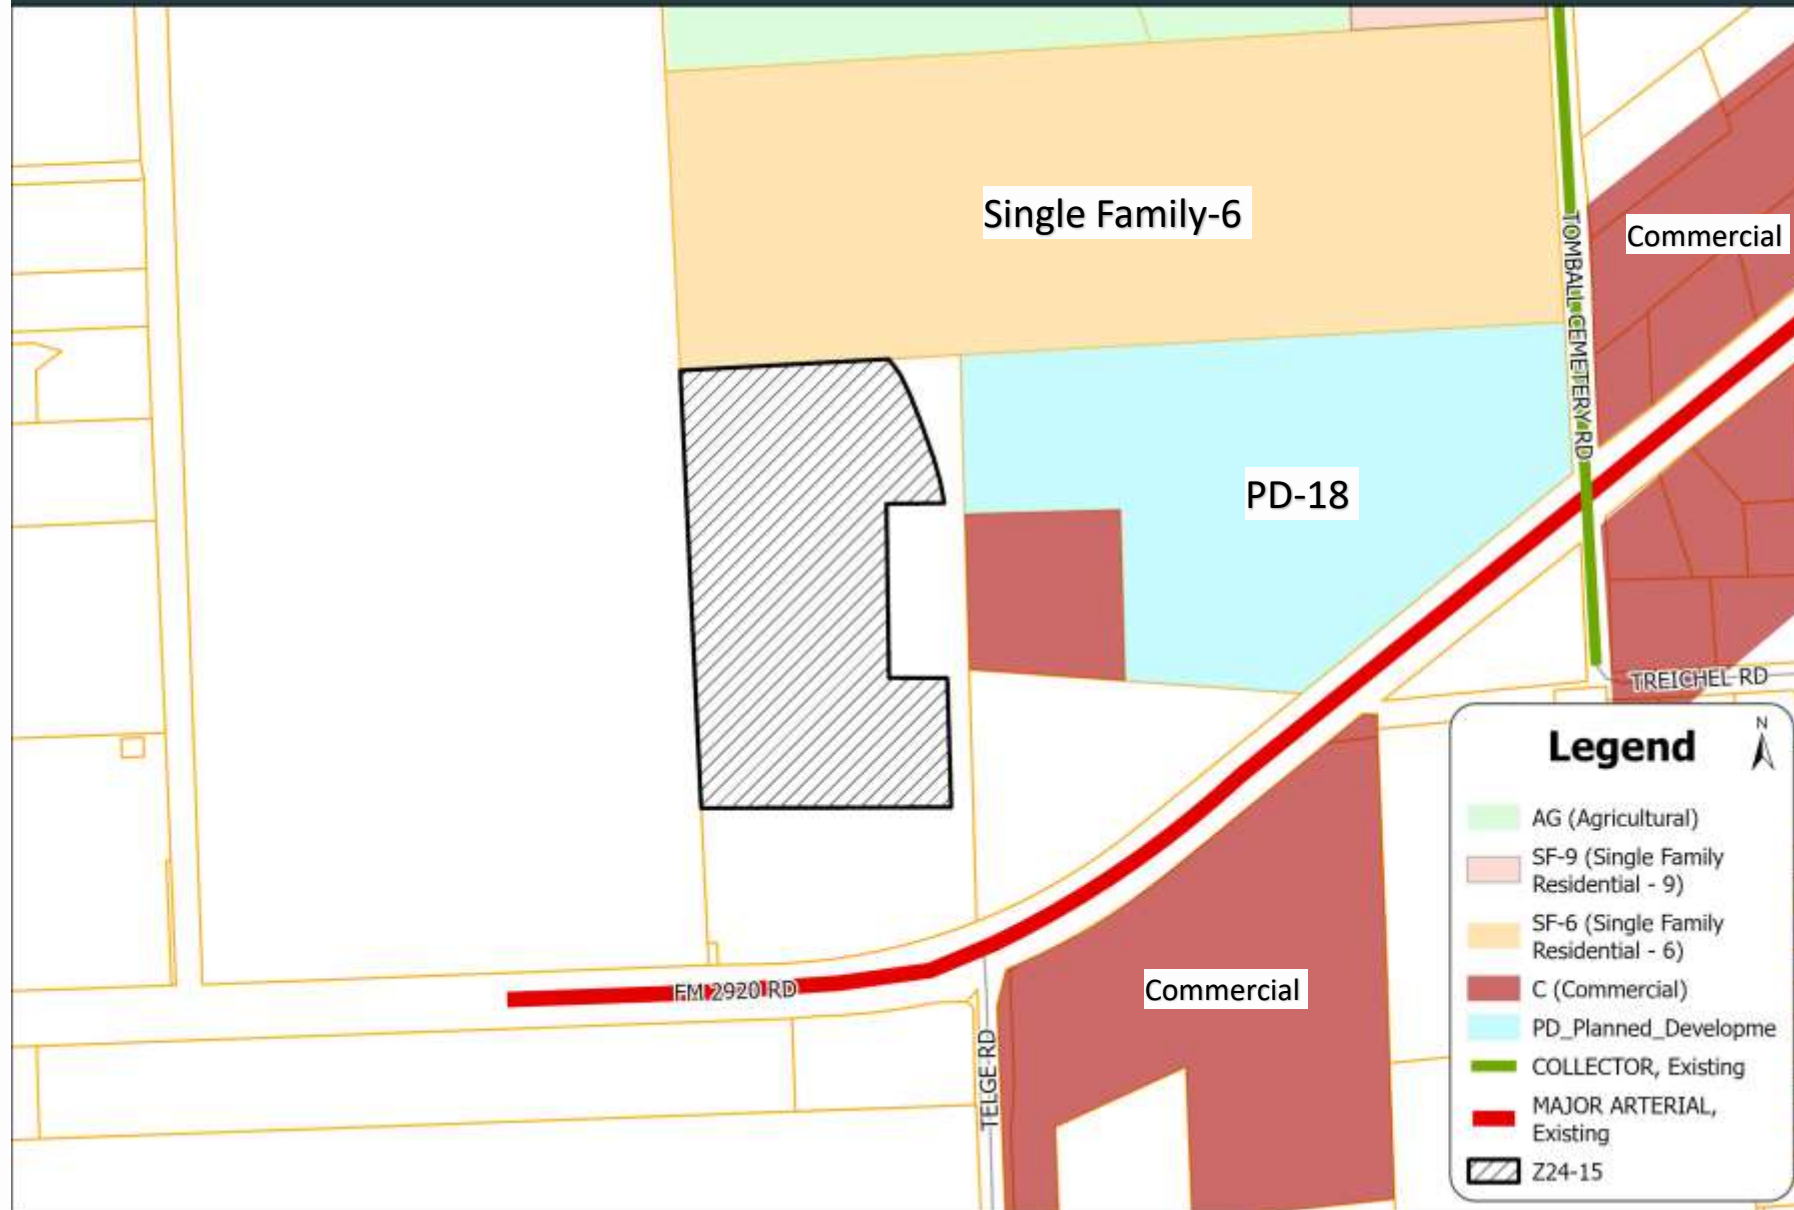 Single Family-6
Commercial
TOMBALL CEMETERY RD
PD-18
TREICHEL RD
Commercial
FM 2920 RD
TELGE RD
Legend
N
AG (Agricultural)
SF-9 (Single Family
Residential - 9)
SF-6 (Single Family
Residential - 6)
C (Commercial)
PD_Planned_Developme
COLLECTOR, Existing
MAJOR ARTERIAL,
Existing
Z24-15